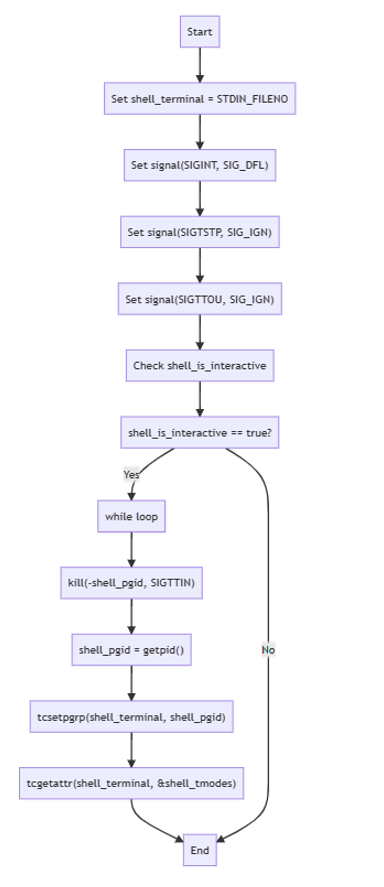 Start
Set shell_terminal = STDIN_FILENO
Set signal(SIGINT, SIG_DFL)
Set signal(SIGTSTP, SIG_IGN)
Set signal(SIGTTOU, SIG_IGN)
Check shell_is_interactive
shell_is_interactive == true?
Yes
while loop
kill(-shell_pgid, SIGTTIN)
shell_pgid = getpid()
No
tcsetpgrp(shell_terminal, shell_pgid)
tcgetattr(shell_terminal, &shell_tmodes)
End